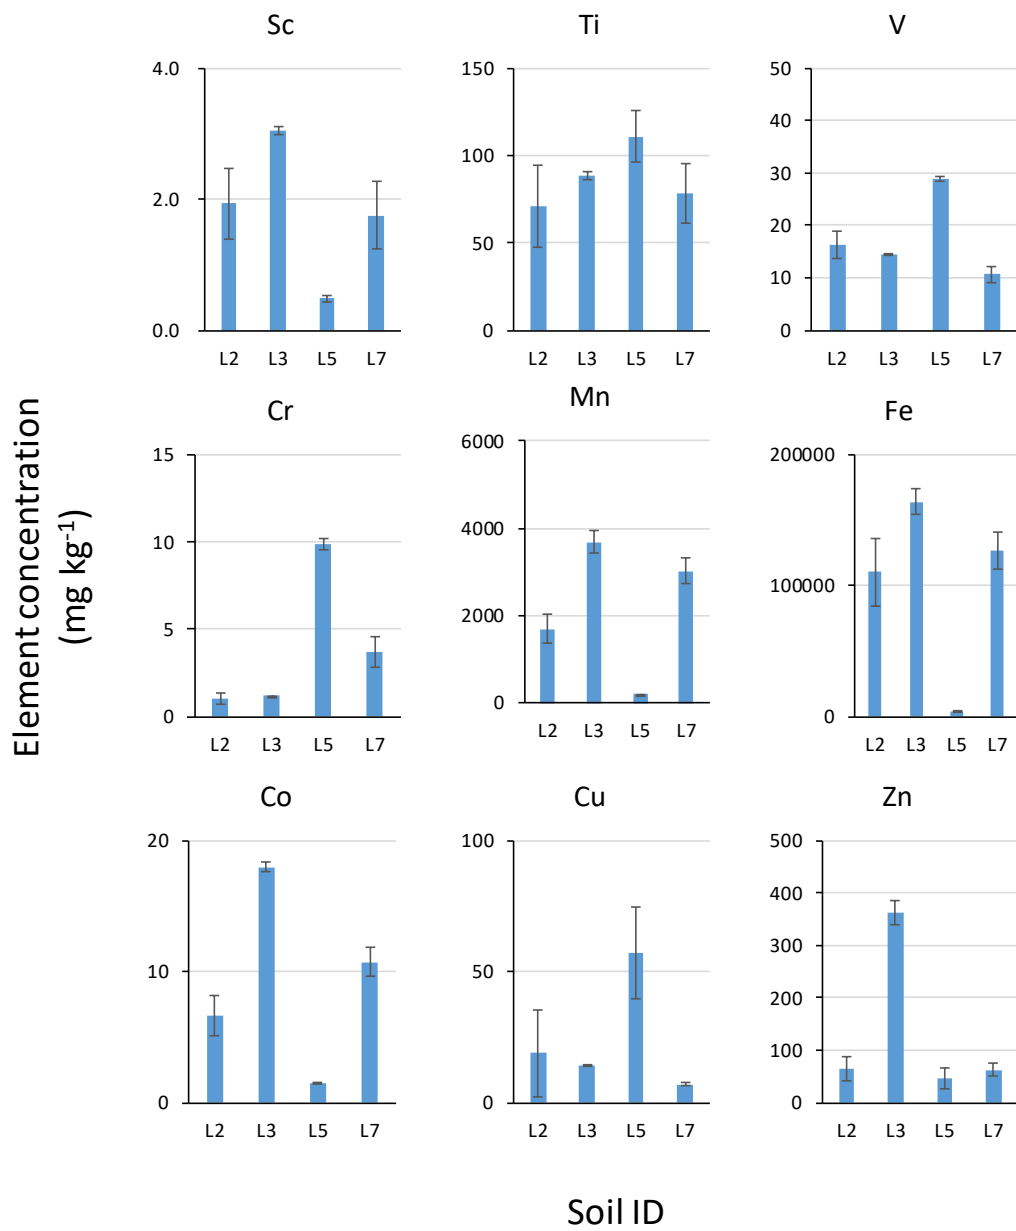 Sc
4.0
2.0
0.0
L2 L3 L5 L7
Ti
150
100
50
0
L2 L3 L5 L7
V
50
40
30
20
10
0
L2 L3 L5 L7
Element concentration
(mg kg⁻¹)
Cr
15
10
5
0
L2 L3 L5 L7
Mn
6000
4000
2000
0
L2 L3 L5 L7
Fe
200000
100000
0
L2 L3 L5 L7
Co
20
10
0
L2 L3 L5 L7
Cu
100
50
0
L2 L3 L5 L7
Zn
500
400
300
200
100
0
L2 L3 L5 L7
Soil ID